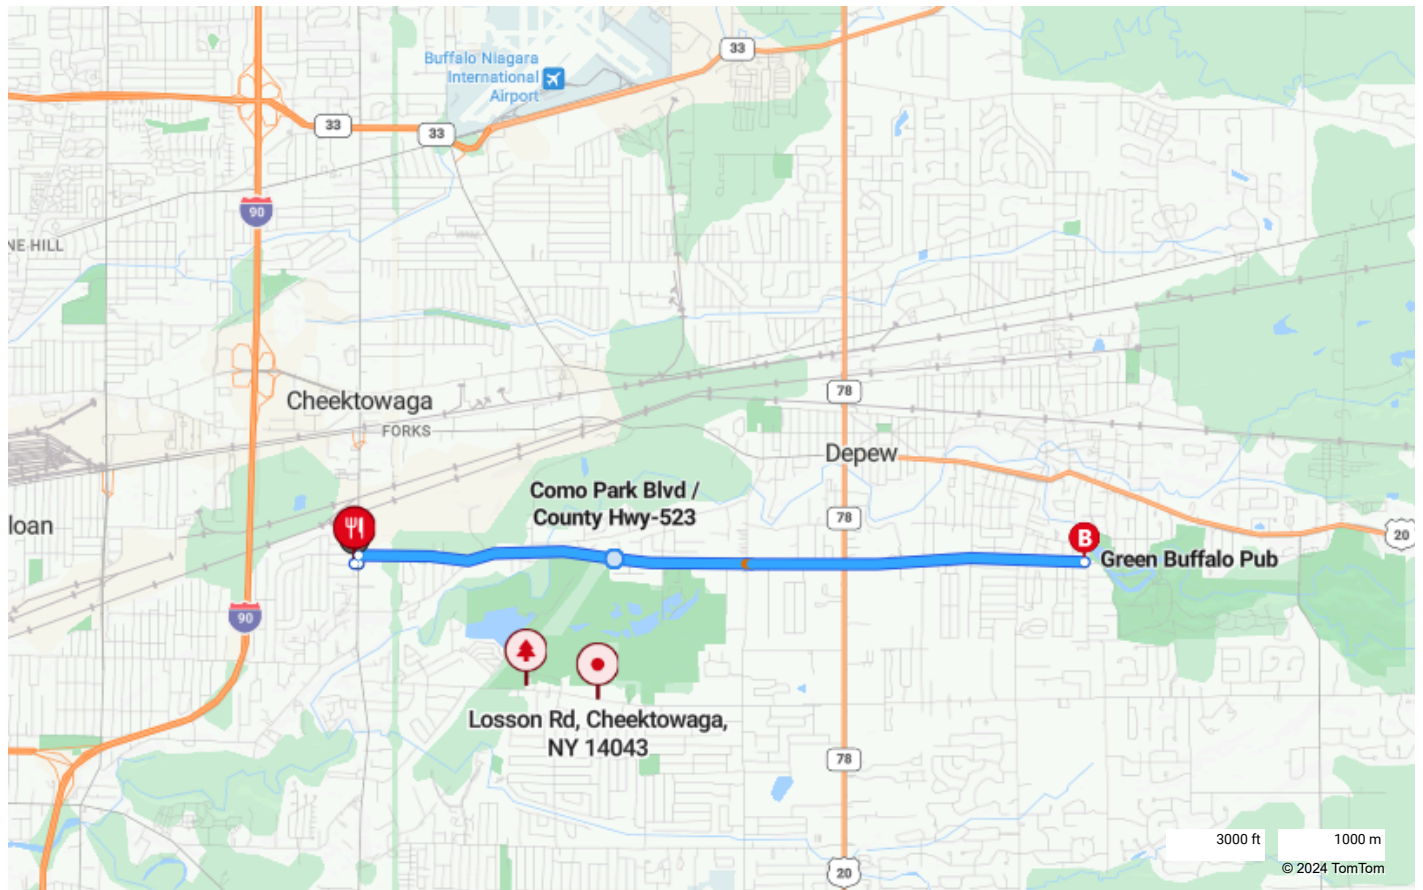 33
Buffalo Niagara
International
Airport
33
33
90
NE HILL
Cheektowaga
FORKS
78
Depew
Como Park Blvd /
County Hwy-523
78
loan
20
B
Green Buffalo Pub
90
Losson Rd, Cheektowaga,
NY 14043
78
3000 ft
1000 m
20
© 2024 TomTom